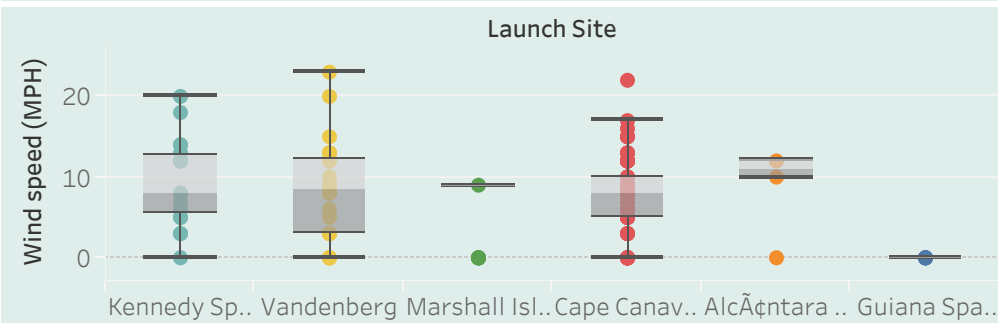 Launch Site
Wind speed (MPH)
20
10
0
Kennedy Sp.. Vandenberg Marshall Isl.. Cape Canav.. AlcÃ¢ntara .. Guiana Spa..